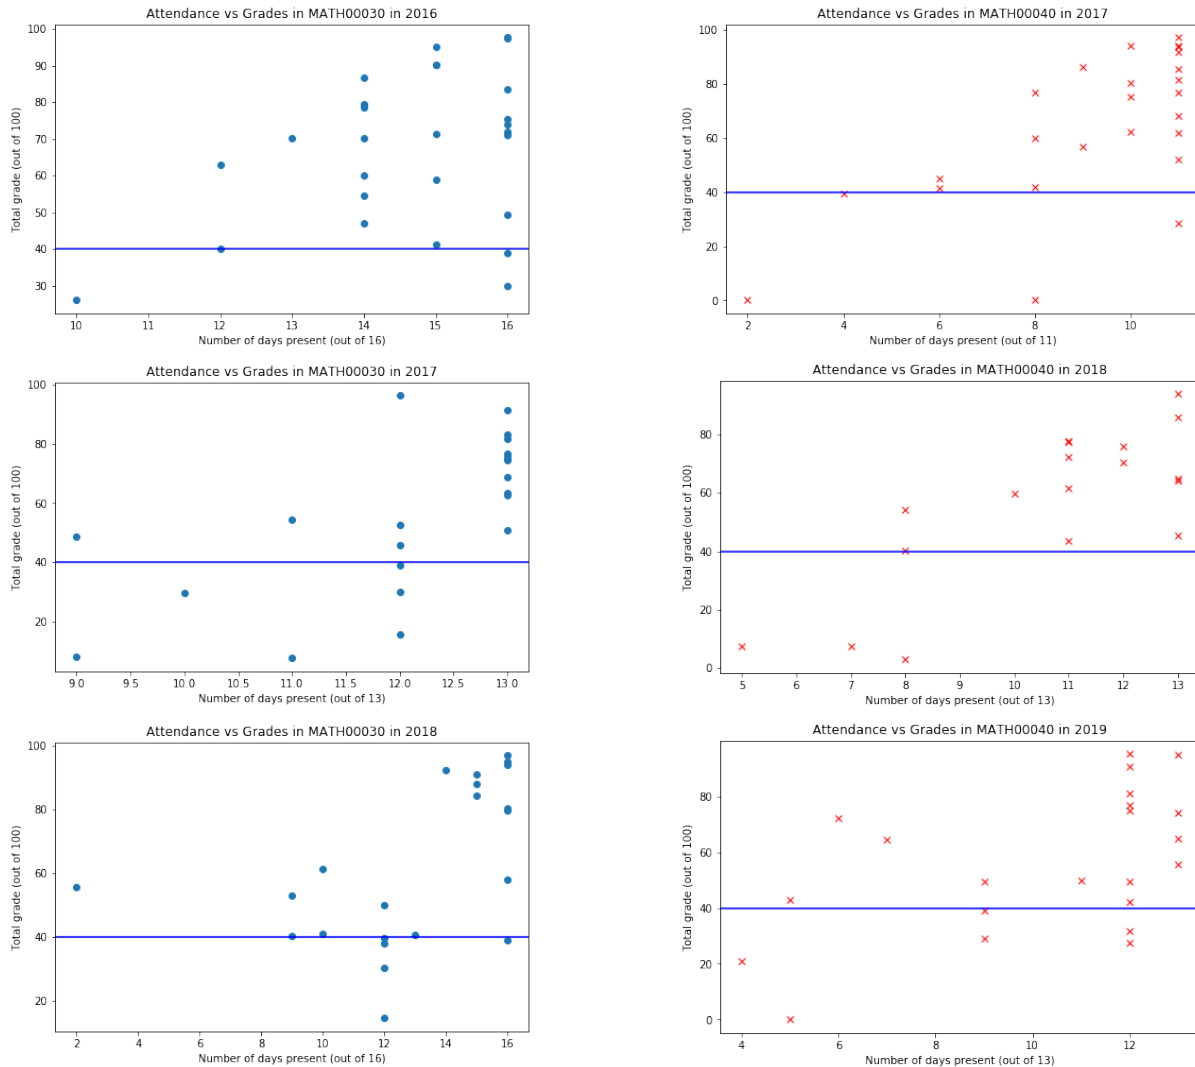 Attendance vs Grades in MATH00030 in 2016
Total grade (out of 100)
100
90
80
70
60
50
40
30
10 11 12 13 14 15 16
Number of days present (out of 16)
Attendance vs Grades in MATH00040 in 2017
Total grade (out of 100)
100
80
60
40
20
0
2 4 6 8 10
Number of days present (out of 11)
Attendance vs Grades in MATH00030 in 2017
Total grade (out of 100)
100
80
60
40
20
9.0 9.5 10.0 10.5 11.0 11.5 12.0 12.5 13.0
Number of days present (out of 13)
Attendance vs Grades in MATH00040 in 2018
Total grade (out of 100)
80
60
40
20
0
5 6 7 8 9 10 11 12 13
Number of days present (out of 13)
Attendance vs Grades in MATH00030 in 2018
Total grade (out of 100)
100
80
60
40
20
2 4 6 8 10 12 14 16
Number of days present (out of 16)
Attendance vs Grades in MATH00040 in 2019
Total grade (out of 100)
80
60
40
20
0
4 6 8 10 12
Number of days present (out of 13)